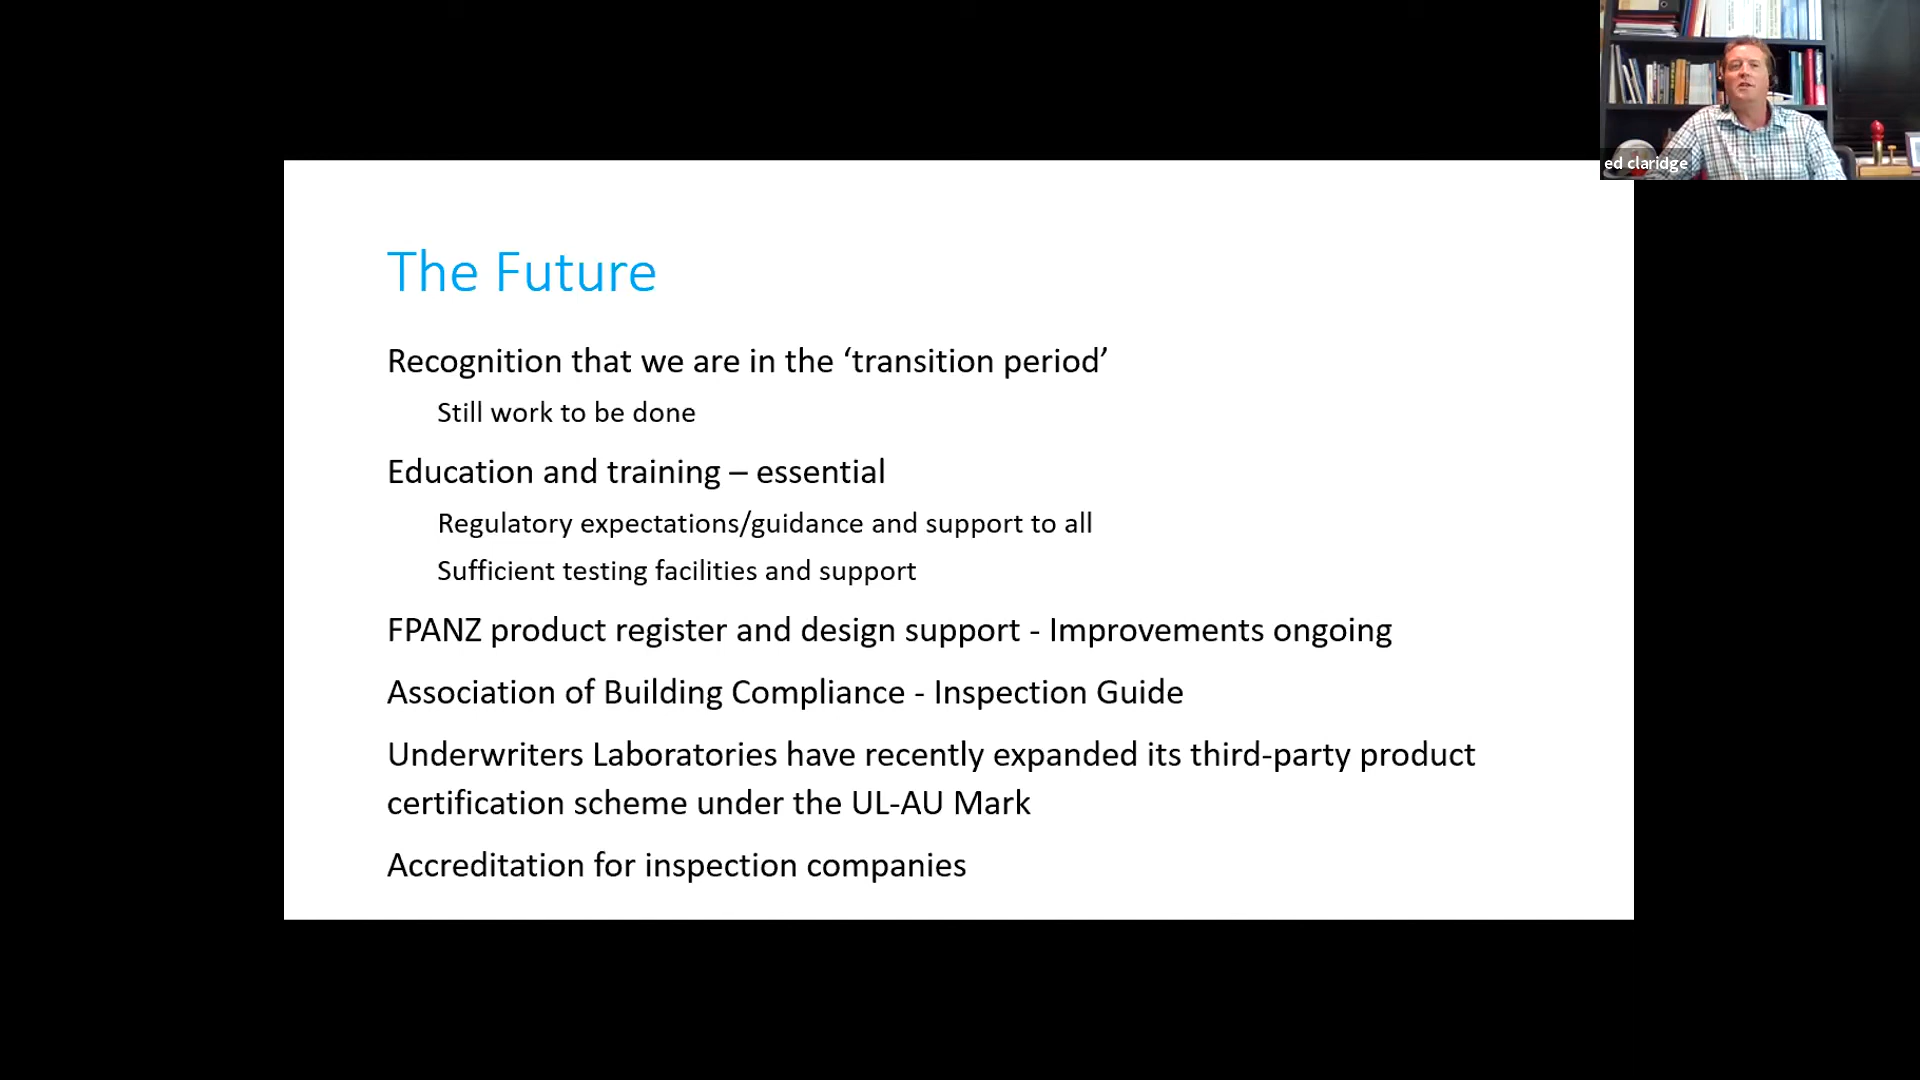 ed claridge
The Future
Recognition that we are in the ‘transition period’
Still work to be done
Education and training – essential
Regulatory expectations/guidance and support to all
Sufficient testing facilities and support
FPANZ product register and design support - Improvements ongoing
Association of Building Compliance - Inspection Guide
Underwriters Laboratories have recently expanded its third-party product
certification scheme under the UL-AU Mark
Accreditation for inspection companies